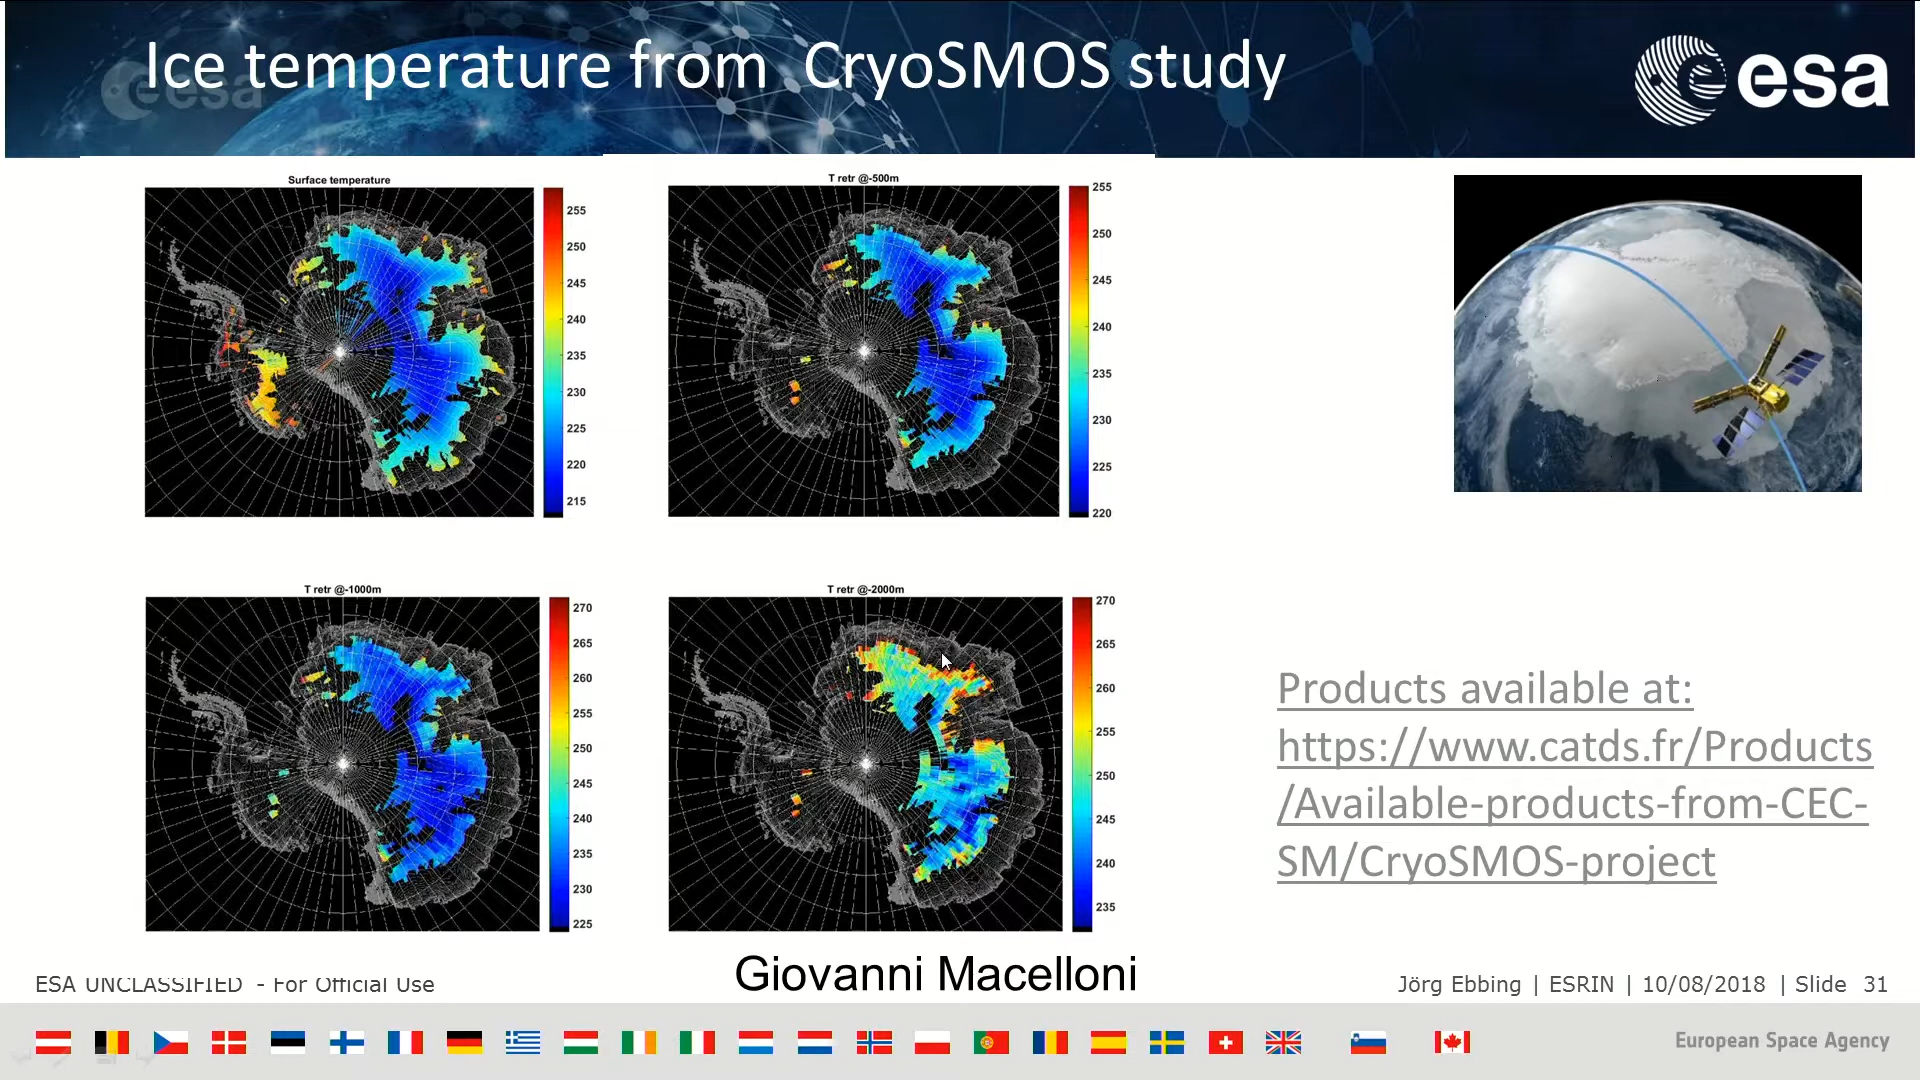 Ice temperature from CryoSMOS study
esa
esa
Surface temperature
255
250
245
240
235
230
225
220
215
T retr @-500m
255
250
245
240
235
230
225
220
T retr @-1000m
270
265
260
255
250
245
240
235
230
225
T retr @-2000m
270
265
260
255
250
245
240
235
Products available at:
https://www.catds.fr/Products
/Available-products-from-CEC-
SM/CryoSMOS-project
Giovanni Macelloni
ESA UNCLASSIFIED - For Official Use
Jörg Ebbing | ESRIN | 10/08/2018 | Slide 31
European Space Agency